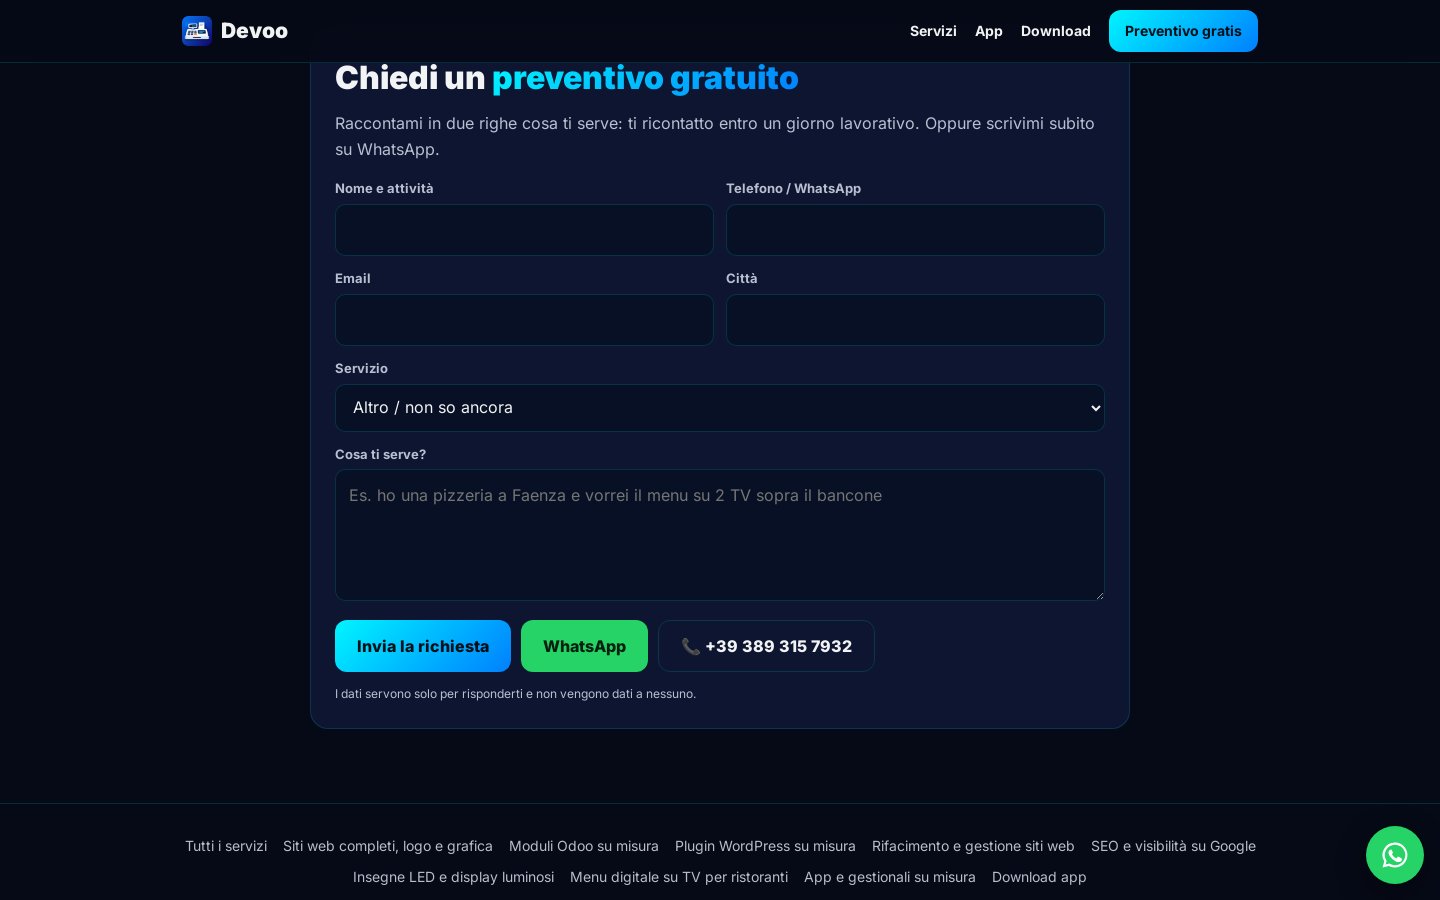 Devoo
Servizi
App
Download
Preventivo gratis
Chiedi un preventivo gratuito
Raccontami in due righe cosa ti serve: ti ricontatto entro un giorno lavorativo. Oppure scrivimi subito
su WhatsApp.
Nome e attività
Telefono / WhatsApp
Email
Città
Servizio
Altro / non so ancora
Cosa ti serve?
Es. ho una pizzeria a Faenza e vorrei il menu su 2 TV sopra il bancone
Invia la richiesta
WhatsApp
📞 +39 389 315 7932
I dati servono solo per risponderti e non vengono dati a nessuno.
Tutti i servizi
Siti web completi, logo e grafica
Moduli Odoo su misura
Plugin WordPress su misura
Rifacimento e gestione siti web
SEO e visibilità su Google
Insegne LED e display luminosi
Menu digitale su TV per ristoranti
App e gestionali su misura
Download app